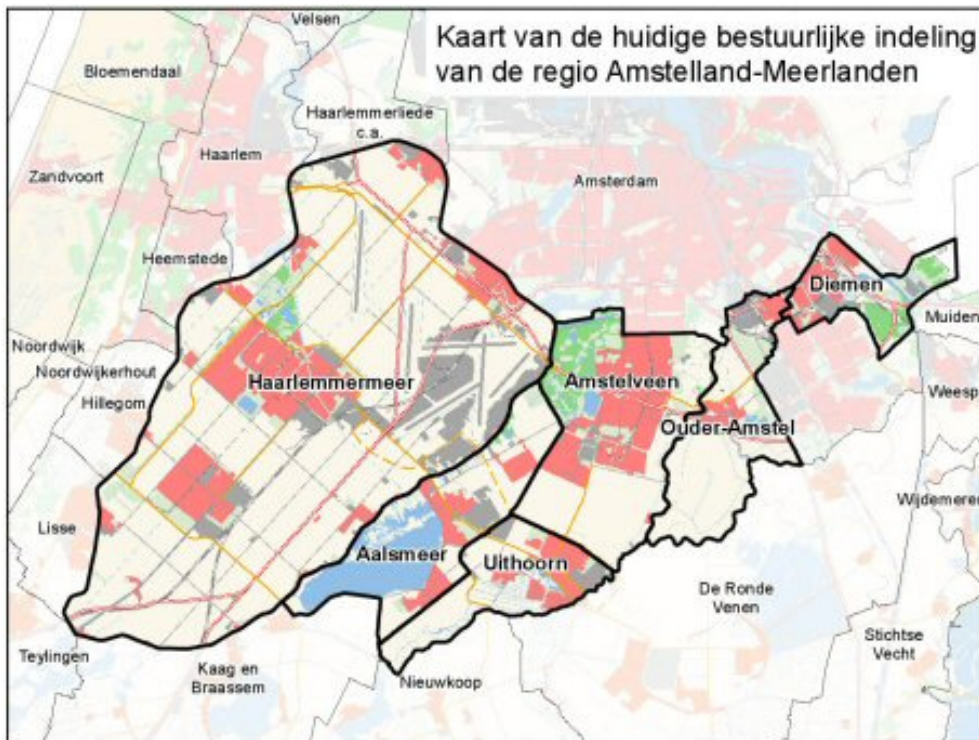 Kaart van de huidige bestuurlijke indeling
van de regio Amstelland-Meerlanden
Velsen
Bloemendaal
Haarlemmerliede
c.a.
Haarlem
Zandvoort
Amsterdam
Heemstede
Diemen
Muiden
Noordwijk
Noordwijkerhout
Hillegom
Haarlemmermeer
Amstelveen
Weesp
Ouder-Amstel
Wijdemeren
Lisse
Aalsmeer
Uithoorn
De Ronde
Venen
Stichtse
Vecht
Teylingen
Kaag en
Braassem
Nieuwkoop